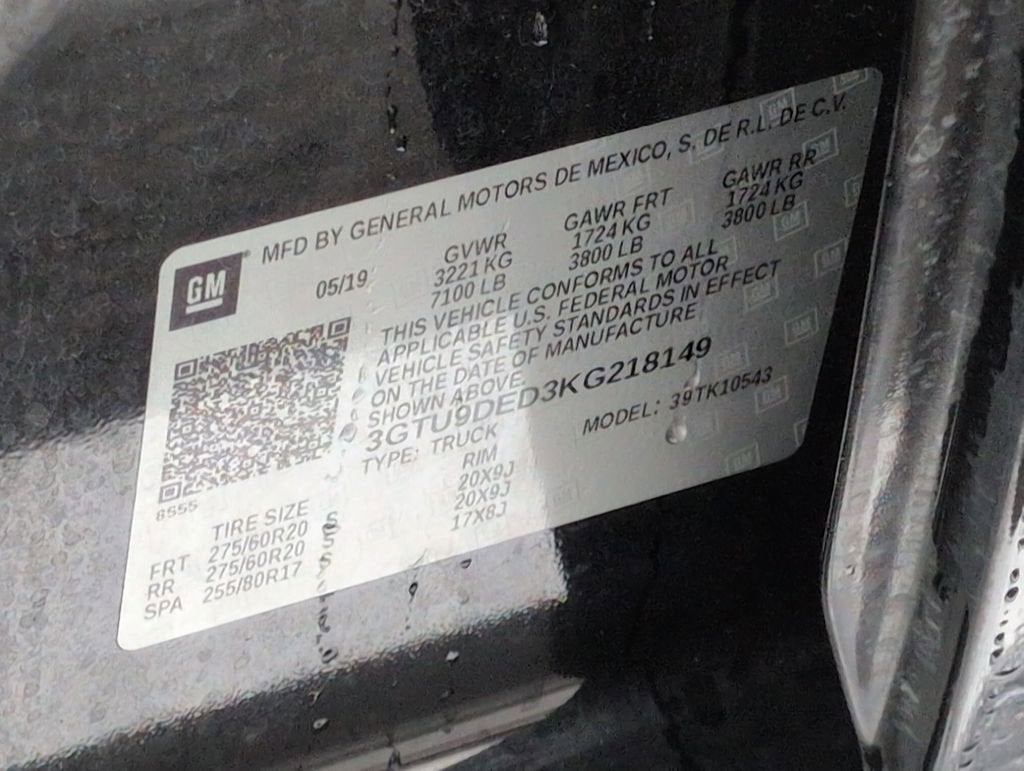 MFD BY GENERAL MOTORS DE MEXICO, S. DE R.L. DE C.V.
GM
05/19
GVWR GAWR FRT GAWR RR
3221 KG 1724 KG 1724 KG
7100 LB 3800 LB 3800 LB
THIS VEHICLE CONFORMS TO ALL
APPLICABLE U.S. FEDERAL MOTOR
VEHICLE SAFETY STANDARDS IN EFFECT
ON THE DATE OF MANUFACTURE
SHOWN ABOVE.
3GTU9DED3KG218149
TYPE: TRUCK MODEL: 39TK10543
8555
TIRE SIZE RIM
FRT 275/60R20 S 20X9J
RR 275/60R20 S 20X9J
SPA 255/80R17 S 17X8J